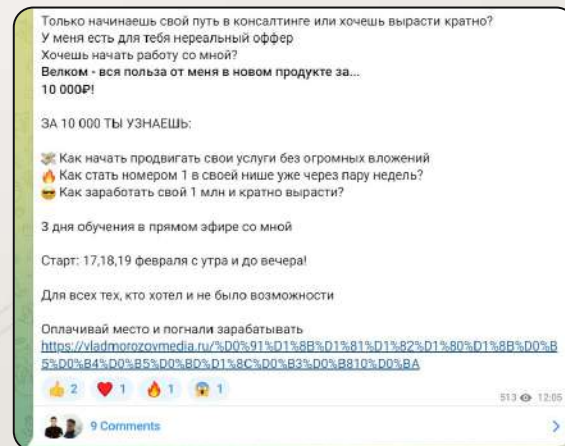 Только начинаешь свой путь в консалтинге или хочешь вырасти кратно?
У меня есть для тебя нереальный оффер
Хочешь начать работу со мной?
Велком - вся польза от меня в новом продукте за...
10 000₽!
ЗА 10 000 ТЫ УЗНАЕШЬ:
💸 Как начать продвигать свои услуги без огромных вложений
🔥 Как стать номером 1 в своей нише уже через пару недель?
😎 Как заработать свой 1 млн и кратно вырасти?
3 дня обучения в прямом эфире со мной
Старт: 17,18,19 февраля с утра и до вечера!
Для всех тех, кто хотел и не было возможности
Оплачивай место и погнали зарабатывать
https://vladmorozovmedia.ru/%D0%91%D1%8B%D1%81%D1%82%D1%80%D1%8B%D0%B
5%D0%B4%D0%B5%D0%BD%D1%8C%D0%B3%D0%B810%D0%BA
👍 2 ❤️ 1 🔥 1 😱 1
513 12:05
9 Comments